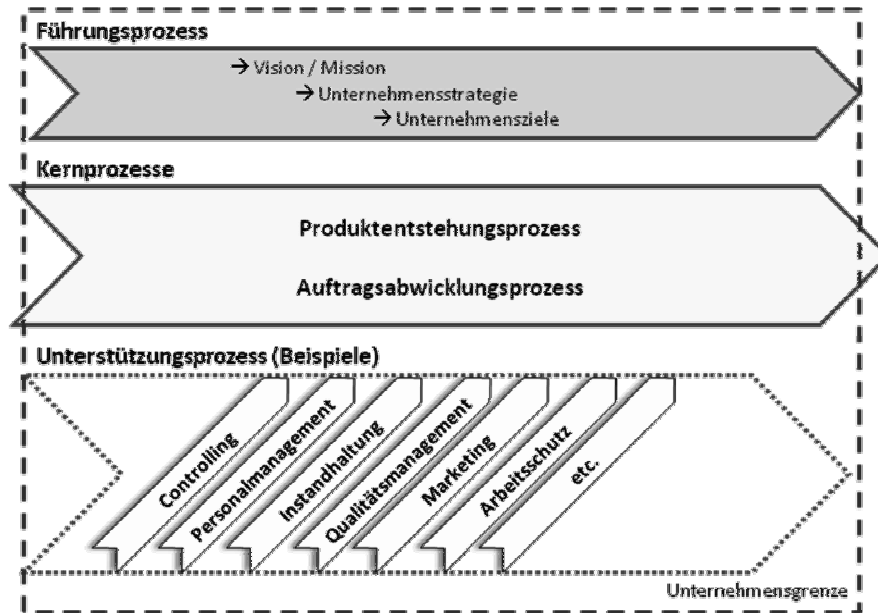 Führungsprozess
→ Vision / Mission
→ Unternehmensstrategie
→ Unternehmensziele
Kernprozesse
Produktentstehungsprozess
Auftragsabwicklungsprozess
Unterstützungsprozess (Beispiele)
Controlling
Personalmanagement
Instandhaltung
Qualitätsmanagement
Marketing
Arbeitsschutz
etc.
Unternehmensgrenze